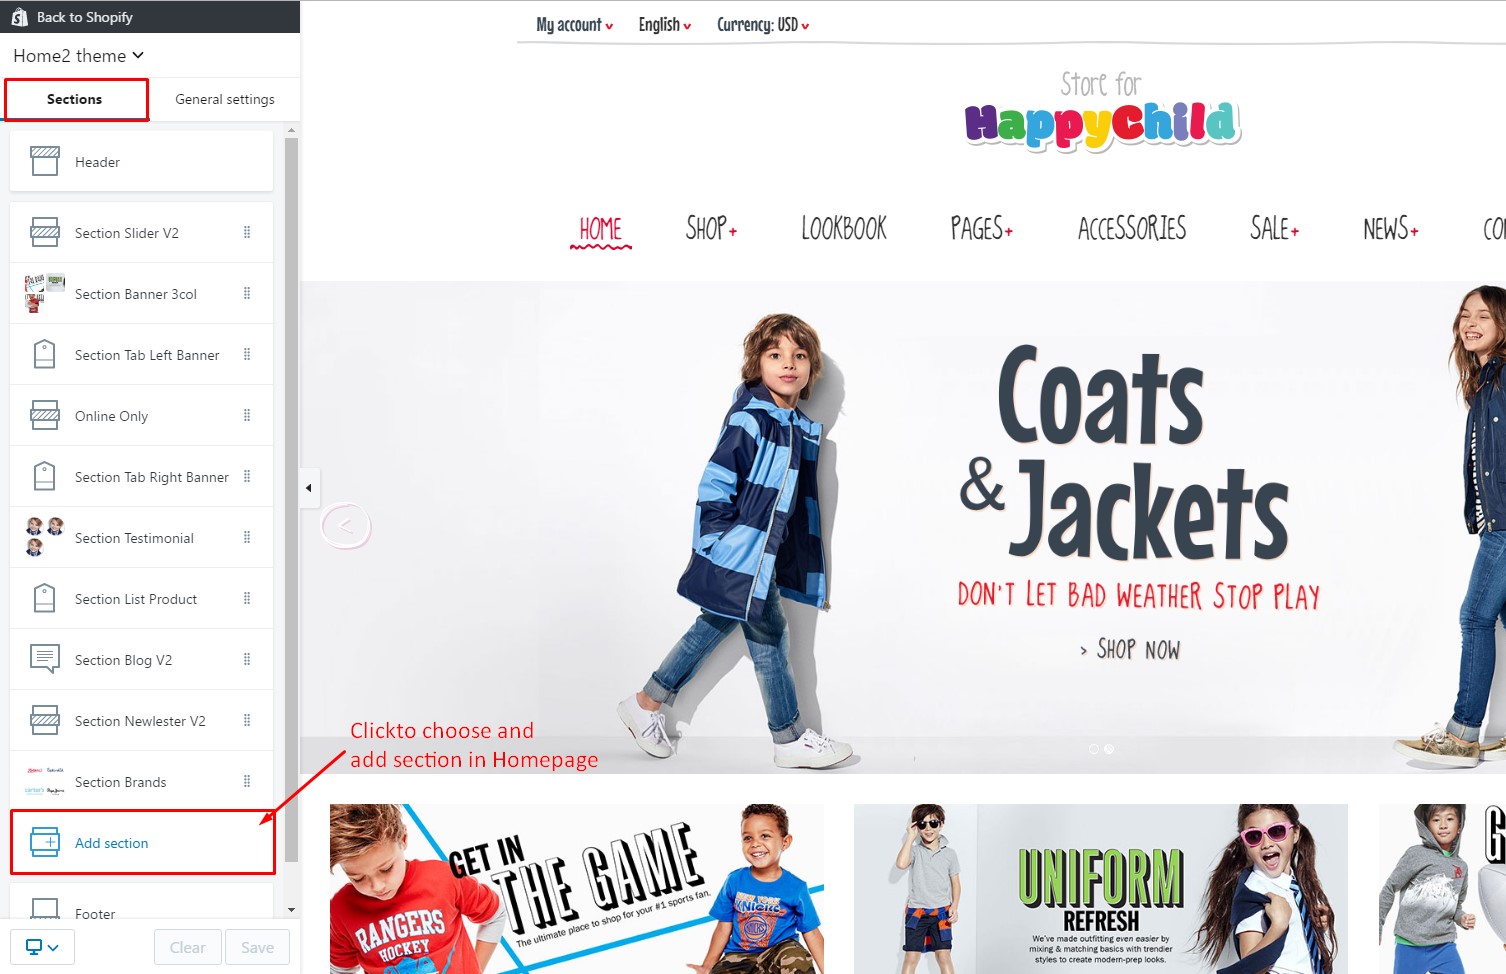 Back to Shopify
Home2 theme
Sections
General settings
Header
Section Slider V2
Section Banner 3col
Section Tab Left Banner
Online Only
Section Tab Right Banner
Section Testimonial
Section List Product
Section Blog V2
Section Newlester V2
Section Brands
Add section
Footer
Clear
Save
My account
English
Currency: USD
Store for
HappyChild
HOME
SHOP+
LOOKBOOK
PAGES+
ACCESSORIES
SALE+
NEWS+
Coats
&Jackets
DON'T LET BAD WEATHER STOP PLAY
> SHOP NOW
Clickto choose and
add section in Homepage
GET IN
THE GAME
The ultimate place to shop for your #1 sports fan.
RANGERS
HOCKEY
UNIFORM
REFRESH
We've made outfitting even easier by
mixing & matching basics with trendier
styles to create modern-prep looks.